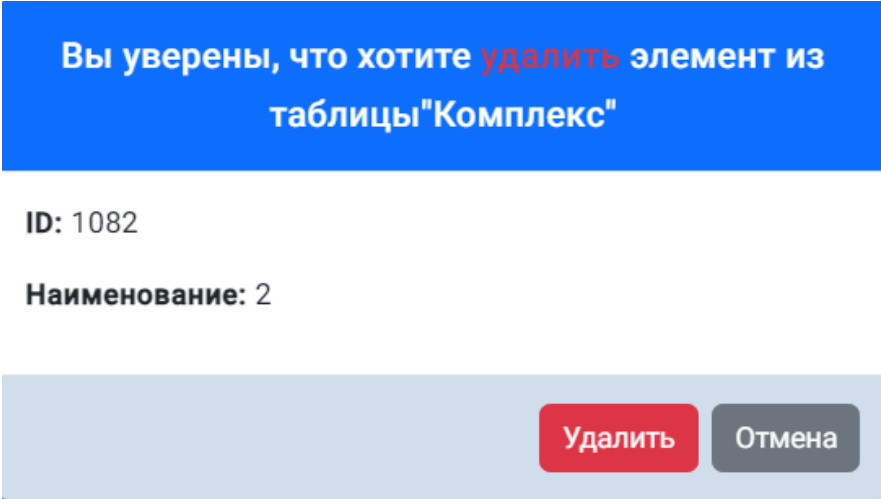 Вы уверены, что хотите удалить элемент из
таблицы"Комплекс"
ID: 1082
Наименование: 2
Удалить Отмена